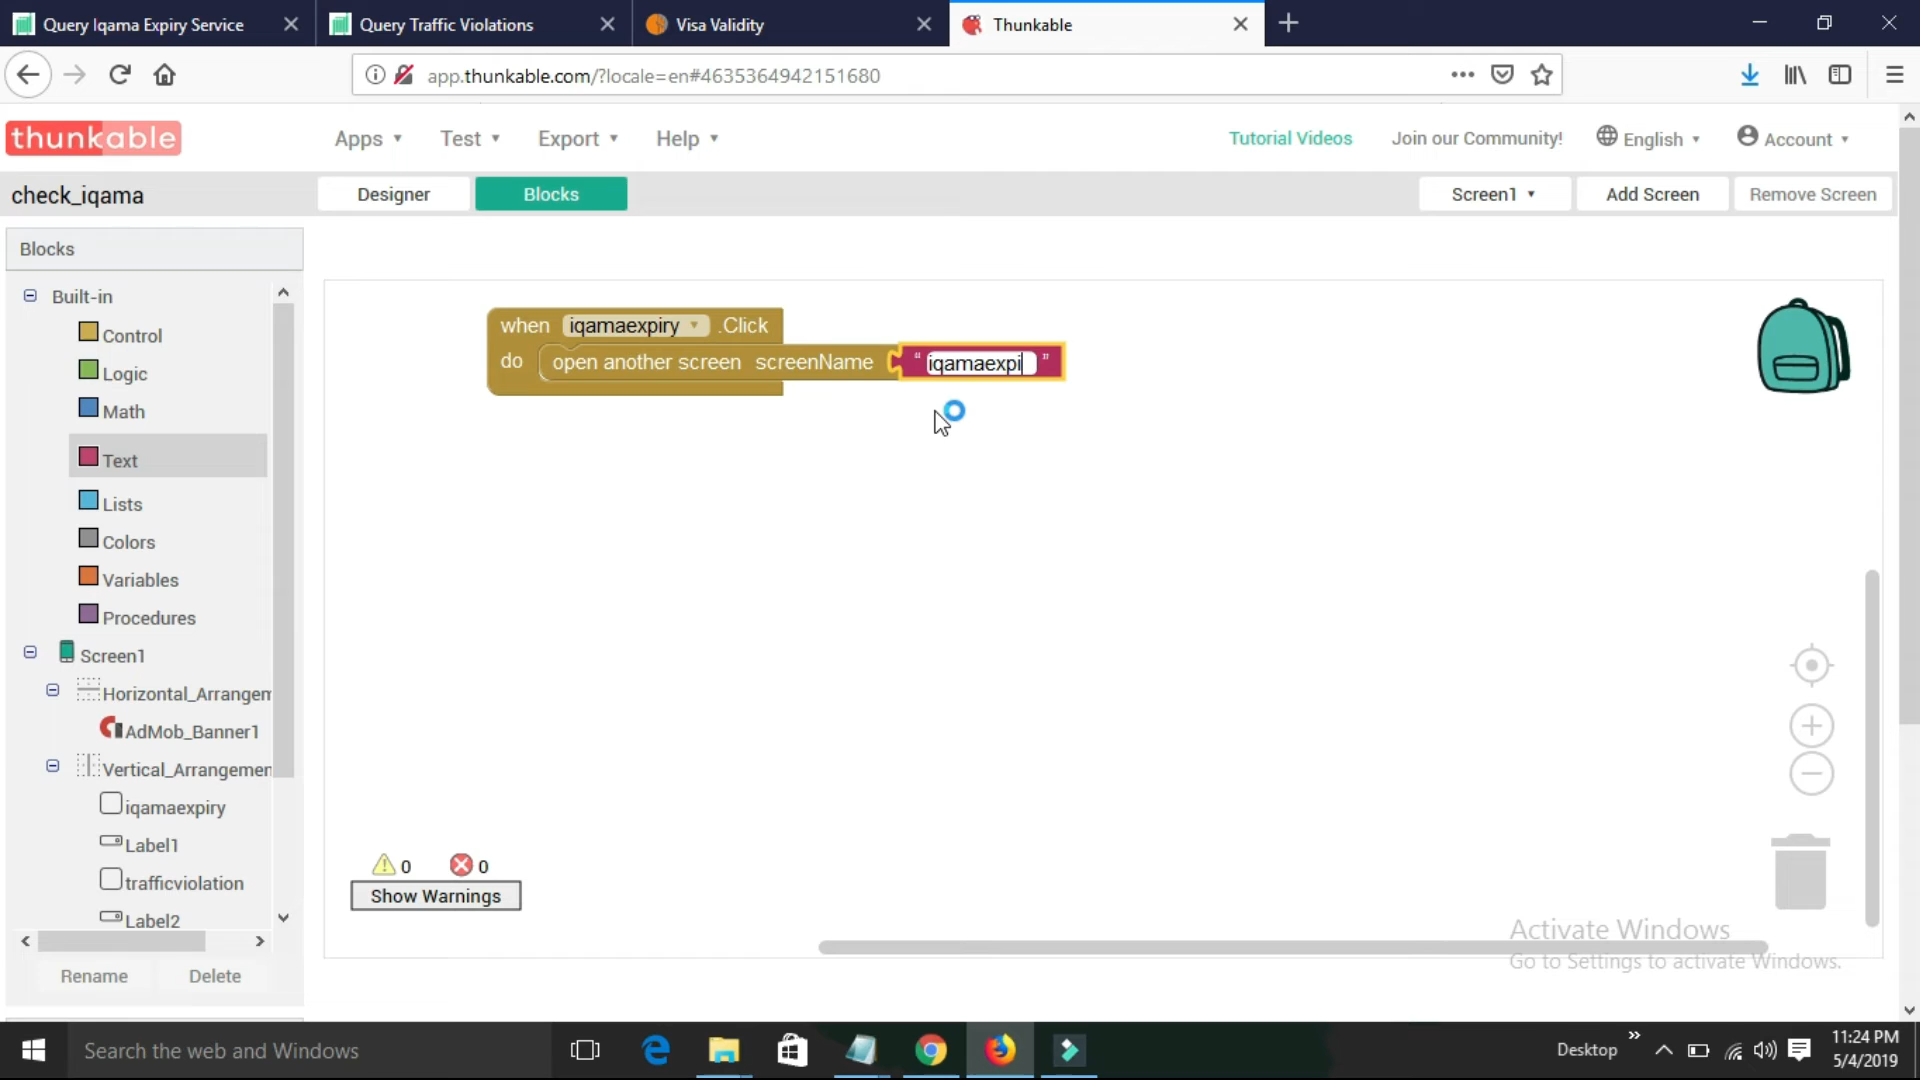 Query Iqama Expiry Service
Query Traffic Violations
Visa Validity
Thunkable
app.thunkable.com/?locale=en#4635364942151680
thunkable
Apps
Test
Export
Help
Tutorial Videos
Join our Community!
English
Account
check_iqama
Designer
Blocks
Screen1
Add Screen
Remove Screen
Blocks
Built-in
Control
Logic
Math
Text
Lists
Colors
Variables
Procedures
Screen1
Horizontal_Arrangem
AdMob_Banner1
Vertical_Arrangemen
iqamaexpiry
Label1
trafficviolation
Label2
Rename
Delete
when iqamaexpiry .Click
do open another screen screenName “ iqamaexpi ”
0 0
Show Warnings
Activate Windows
Go to Settings to activate Windows.
Search the web and Windows
Desktop
11:24 PM
5/4/2019